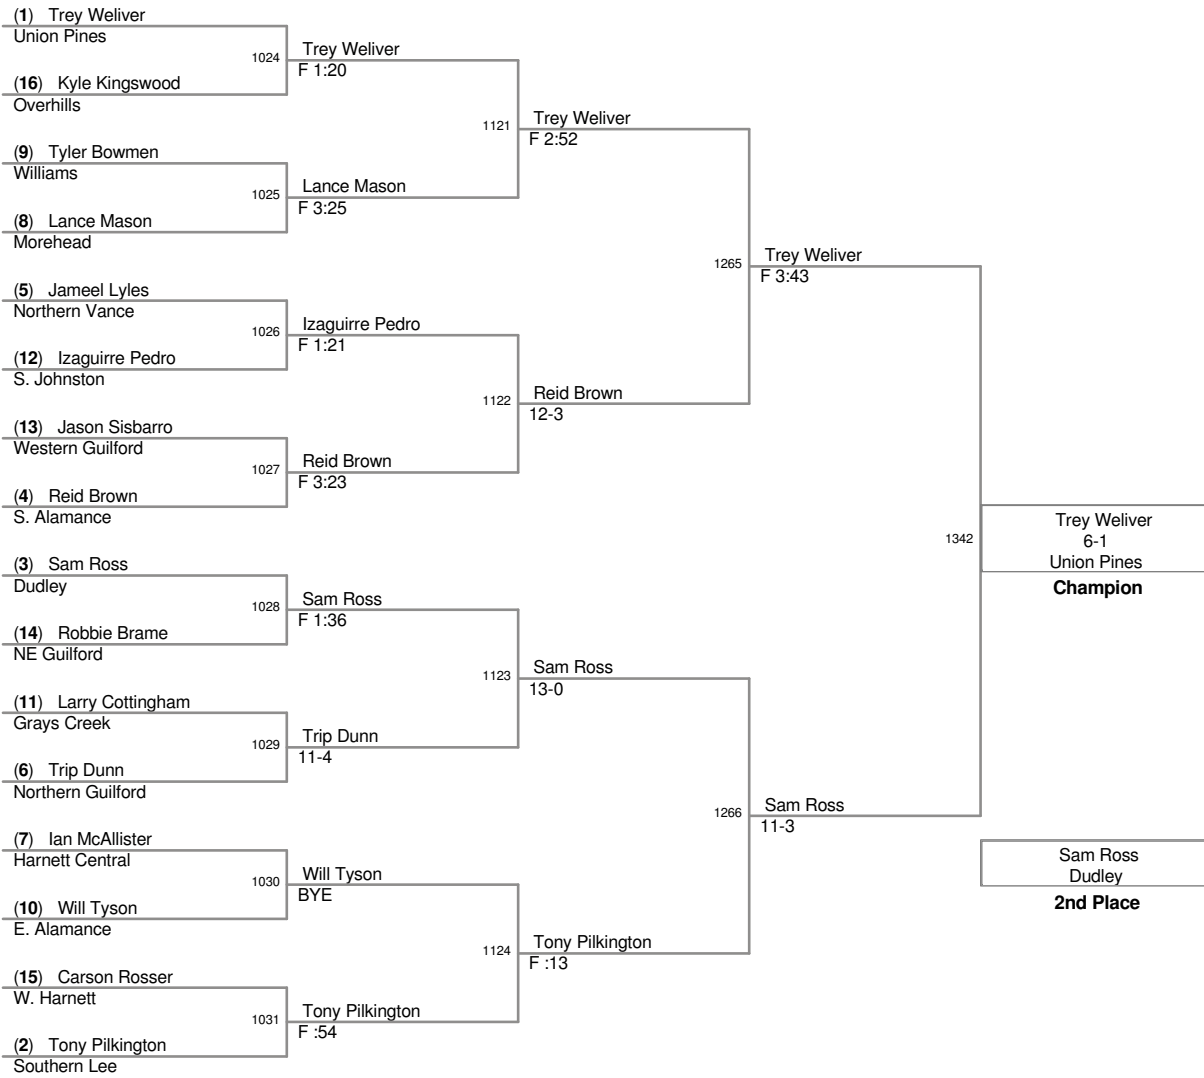 (1) Trey Weliver
Union Pines
1024
(16) Kyle Kingswood
Overhills
Trey Weliver
F 1:20
(9) Tyler Bowmen
Williams
1025
(8) Lance Mason
Morehead
Lance Mason
F 3:25
1121
Trey Weliver
F 2:52
(5) Jameel Lyles
Northern Vance
1026
(12) Izaguirre Pedro
S. Johnston
Izaguirre Pedro
F 1:21
(13) Jason Sisbarro
Western Guilford
1027
(4) Reid Brown
S. Alamance
Reid Brown
F 3:23
1122
Reid Brown
12-3
1265
Trey Weliver
F 3:43
(3) Sam Ross
Dudley
1028
(14) Robbie Brame
NE Guilford
Sam Ross
F 1:36
(11) Larry Cottingham
Grays Creek
1029
(6) Trip Dunn
Northern Guilford
Trip Dunn
11-4
1123
Sam Ross
13-0
(7) Ian McAllister
Harnett Central
1030
(10) Will Tyson
E. Alamance
Will Tyson
BYE
(15) Carson Rosser
W. Harnett
1031
(2) Tony Pilkington
Southern Lee
Tony Pilkington
F :54
1124
Tony Pilkington
F :13
1266
Sam Ross
11-3
1342
Trey Weliver
6-1
Union Pines
Champion
Sam Ross
Dudley
2nd Place